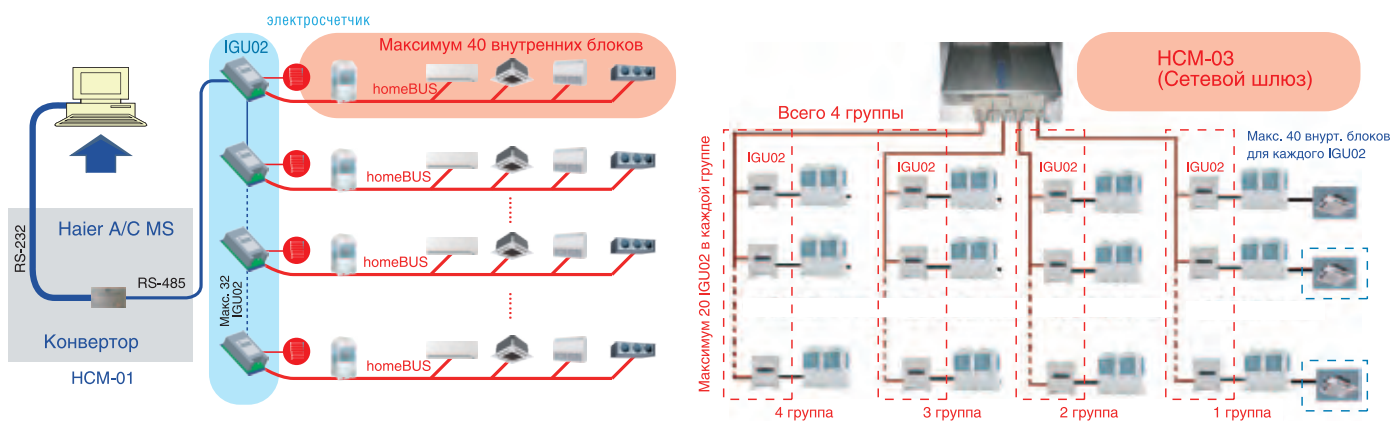 электросчетчик
IGU02
Максимум 40 внутренних блоков
homeBUS
homeBUS
homeBUS
homeBUS
RS-232
Haier A/C MS
RS-485
Макс. 32
IGU02
Конвертор
HCM-01
HCM-03
(Сетевой шлюз)
Всего 4 группы
Макс. 40 внурт. блоков
для каждого IGU02
IGU02
IGU02
IGU02
IGU02
Максимум 20 IGU02 в каждой группе
4 группа
3 группа
2 группа
1 группа